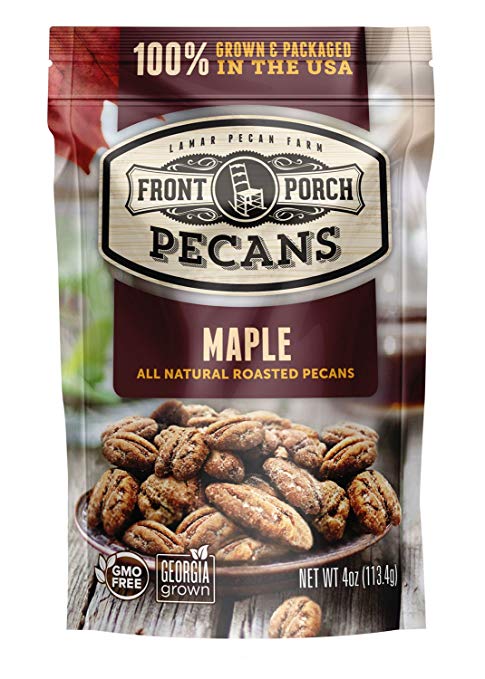 100% GROWN & PACKAGED
IN THE USA
LAMAR PECAN FARM
FRONT PORCH
PECANS
MAPLE
ALL NATURAL ROASTED PECANS
GMO
FREE
GEORGIA
grown
NET WT 4oz (113.4g)